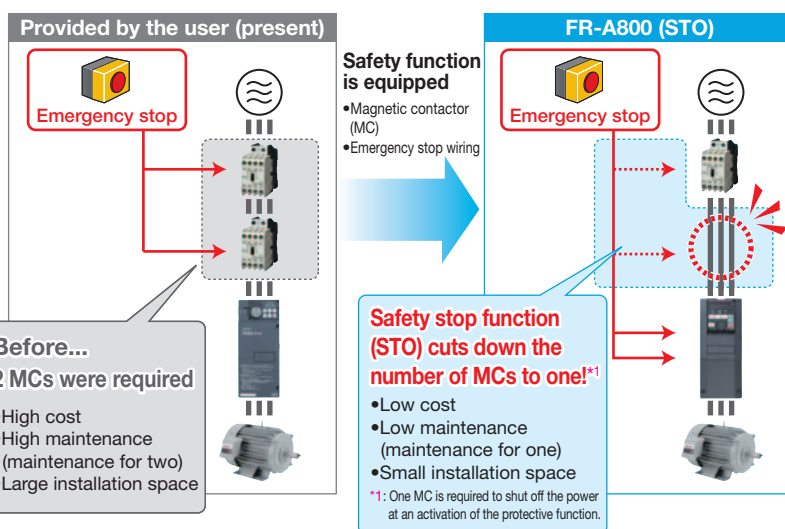 Provided by the user (present)
Emergency stop
Before...
2 MCs were required
•High cost
•High maintenance
(maintenance for two)
•Large installation space
Safety function
is equipped
•Magnetic contactor
(MC)
•Emergency stop wiring
FR-A800 (STO)
Emergency stop
Safety stop function
(STO) cuts down the
number of MCs to one!*1
•Low cost
•Low maintenance
(maintenance for one)
•Small installation space
*1: One MC is required to shut off the power
at an activation of the protective function.